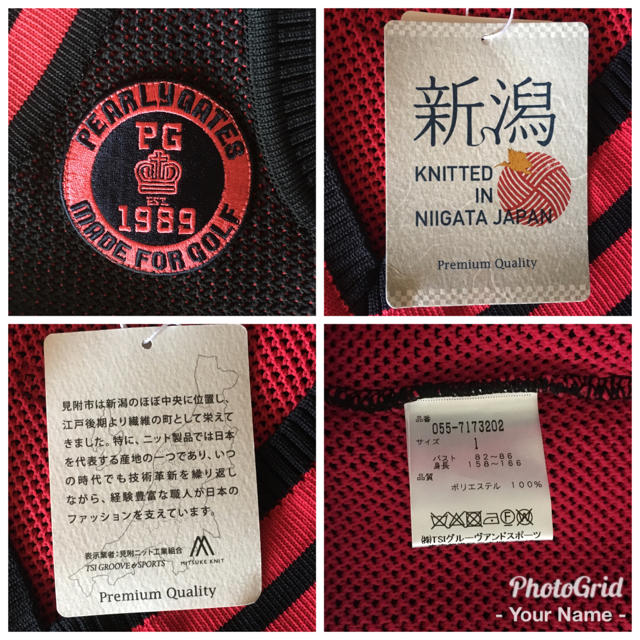 PEARLY GATES
PG
EST.
1989
MADE FOR GOLF
新潟
KNITTED
IN
NIIGATA JAPAN
Premium Quality
見附市は新潟のほぼ中央に位置し、
江戸後期より繊維の町として栄えて
きました。特に、ニット製品では日本
を代表する産地の一つであり、いつ
の時代でも技術革新を繰り返し
ながら、経験豊富な職人が日本の
ファッションを支えています。
表示業者：見附ニット工業組合
TSI GROOVE & SPORTS
MITSUKE KNIT
Premium Quality
品番
055-7173202
サイズ
1
バスト 82～86
身長 158～166
品質
ポリエステル 100%
㈱TSIグルーヴアンドスポーツ
PhotoGrid
- Your Name -